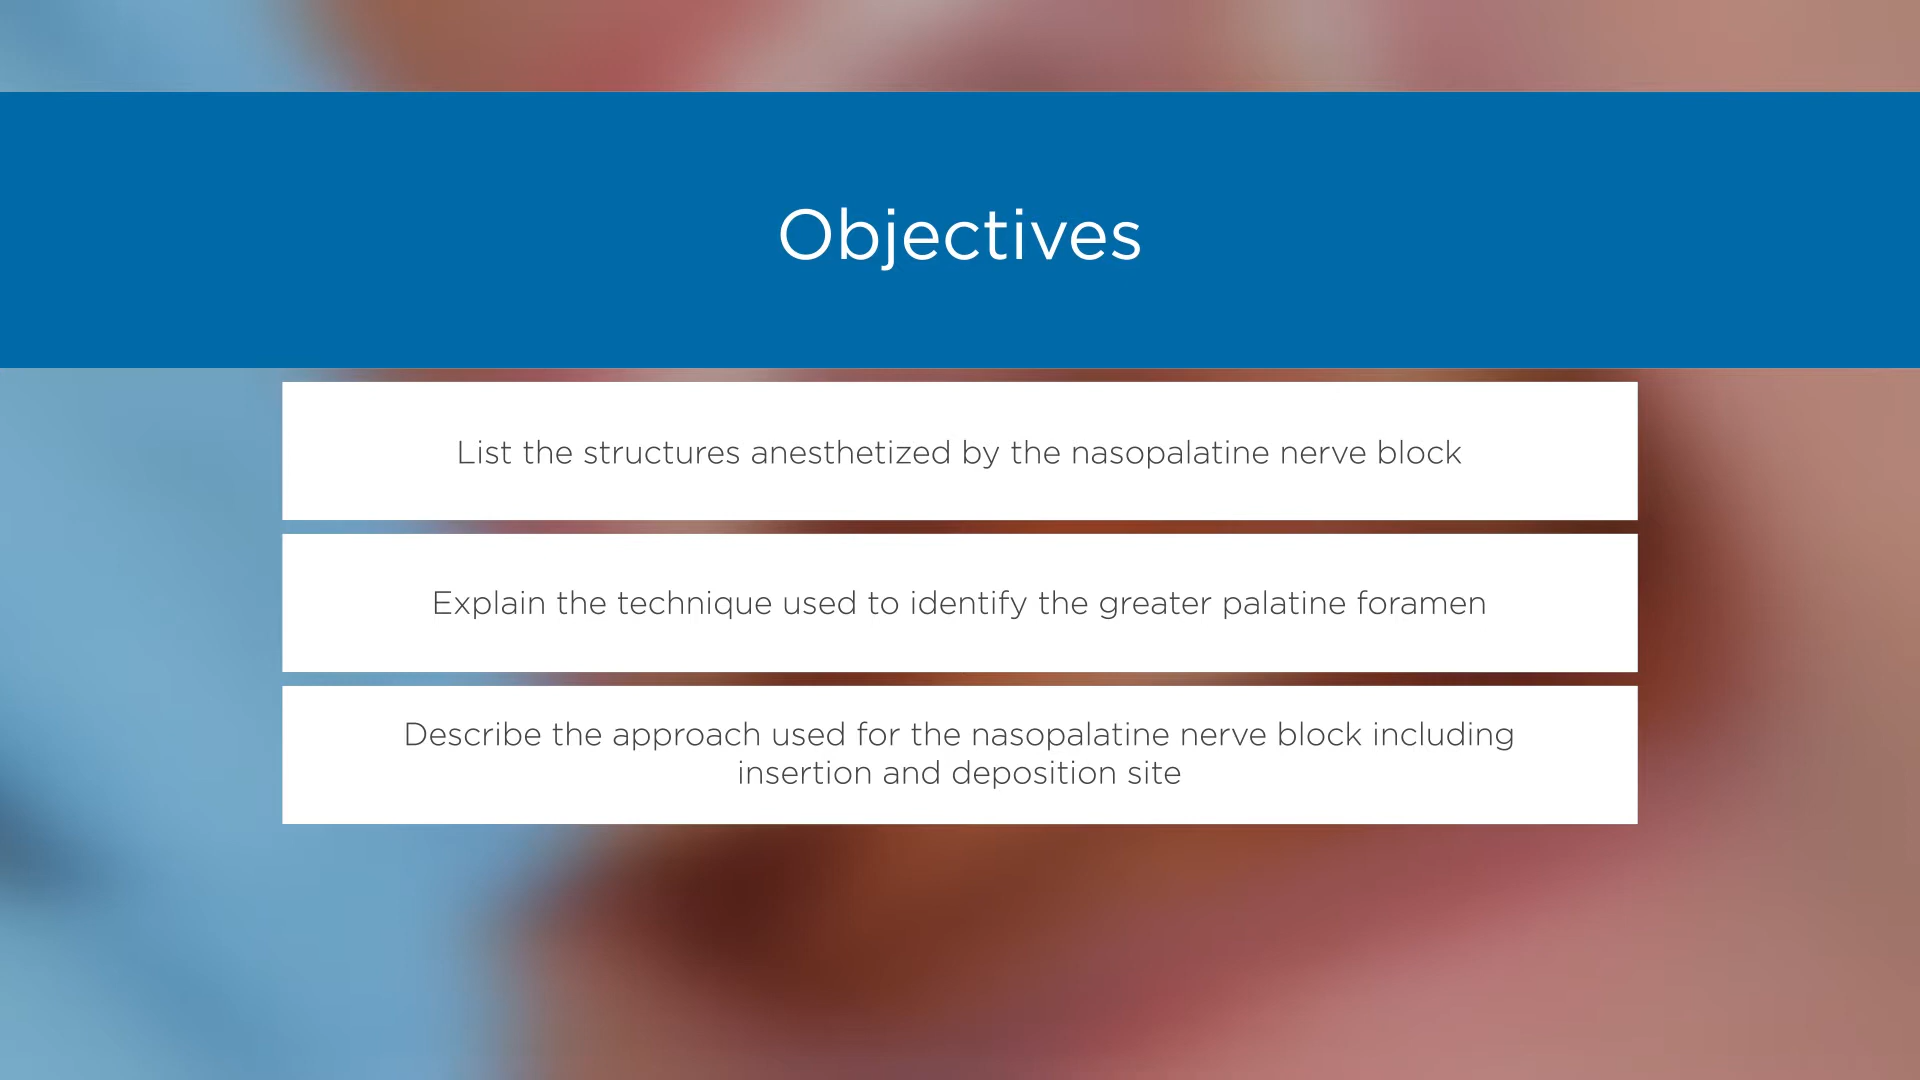 Objectives
List the structures anesthetized by the nasopalatine nerve block
Explain the technique used to identify the greater palatine foramen
Describe the approach used for the nasopalatine nerve block including
insertion and deposition site